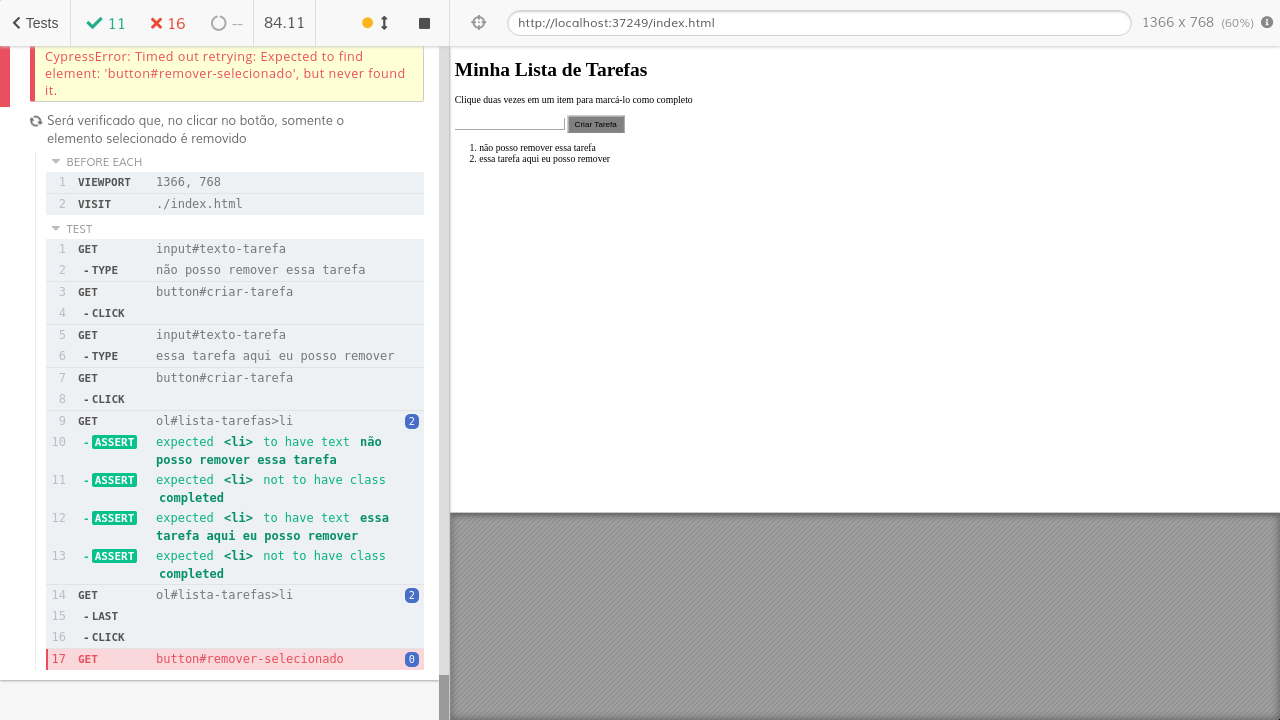 Tests
11
16
--
84.11
http://localhost:37249/index.html
1366 x 768 (60%)
CypressError: Timed out retrying: Expected to find
element: 'button#remover-selecionado', but never found
it.
Será verificado que, no clicar no botão, somente o
elemento selecionado é removido
BEFORE EACH
1 VIEWPORT 1366, 768
2 VISIT ./index.html
TEST
1 GET input#texto-tarefa
2 -TYPE não posso remover essa tarefa
3 GET button#criar-tarefa
4 -CLICK
5 GET input#texto-tarefa
6 -TYPE essa tarefa aqui eu posso remover
7 GET button#criar-tarefa
8 -CLICK
9 GET ol#lista-tarefas>li 2
10 -ASSERT expected <li> to have text não
posso remover essa tarefa
11 -ASSERT expected <li> not to have class
completed
12 -ASSERT expected <li> to have text essa
tarefa aqui eu posso remover
13 -ASSERT expected <li> not to have class
completed
14 GET ol#lista-tarefas>li 2
15 -LAST
16 -CLICK
17 GET button#remover-selecionado 0
Minha Lista de Tarefas
Clique duas vezes em um item para marcá-lo como completo
Criar Tarefa
1. não posso remover essa tarefa
2. essa tarefa aqui eu posso remover